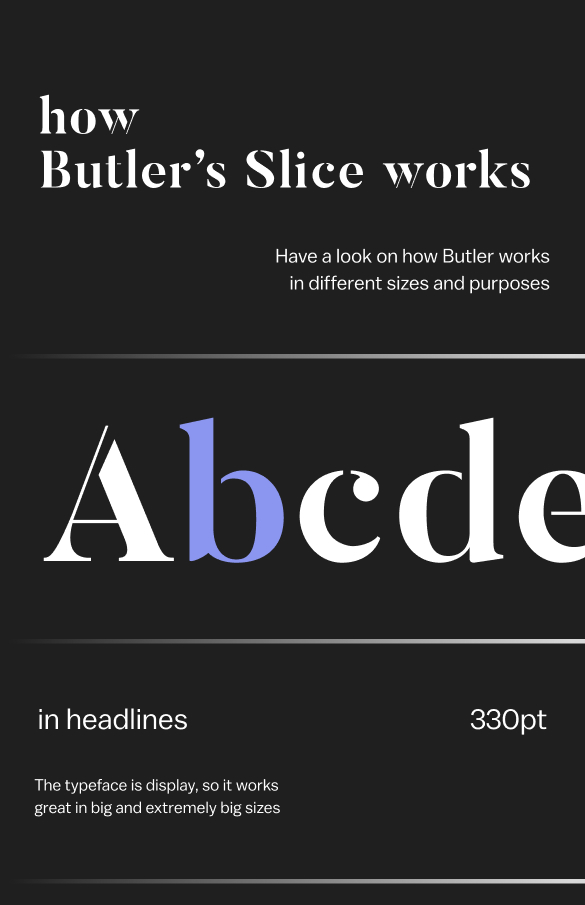 how
Butler’s Slice works
Have a look on how Butler works
in different sizes and purposes
Abcde
in headlines
330pt
The typeface is display, so it works
great in big and extremely big sizes